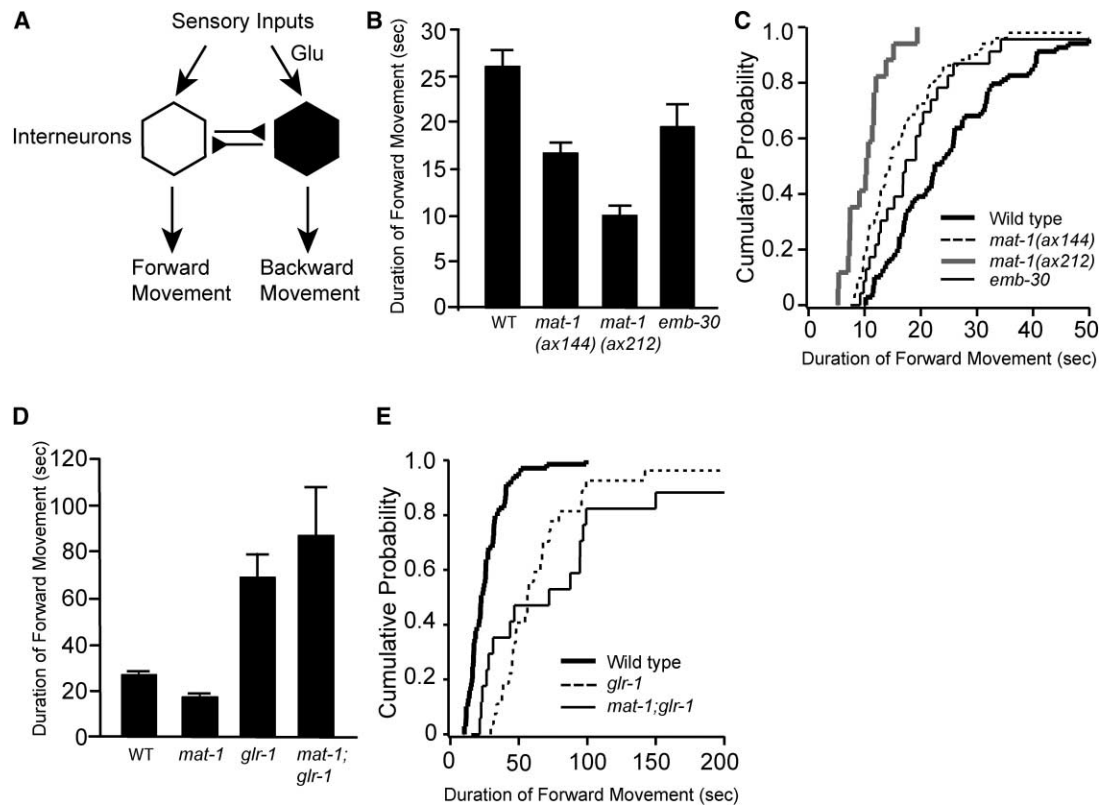 A
Sensory Inputs
Glu
Interneurons
Forward
Movement
Backward
Movement
B
Duration of Forward Movement (sec)
30
25
20
15
10
5
0
WT
mat-1
(ax144)
mat-1
(ax212)
emb-30
C
Cumulative Probability
1.0
0.8
0.6
0.4
0.2
0
Wild type
mat-1(ax144)
mat-1(ax212)
emb-30
0 10 20 30 40 50
Duration of Forward Movement (sec)
D
Duration of Forward Movement (sec)
120
100
80
60
40
20
0
WT
mat-1
glr-1
mat-1;
glr-1
E
Cumulative Probability
1.0
0.8
0.6
0.4
0.2
0
Wild type
glr-1
mat-1;glr-1
0 50 100 150 200
Duration of Forward Movement (sec)